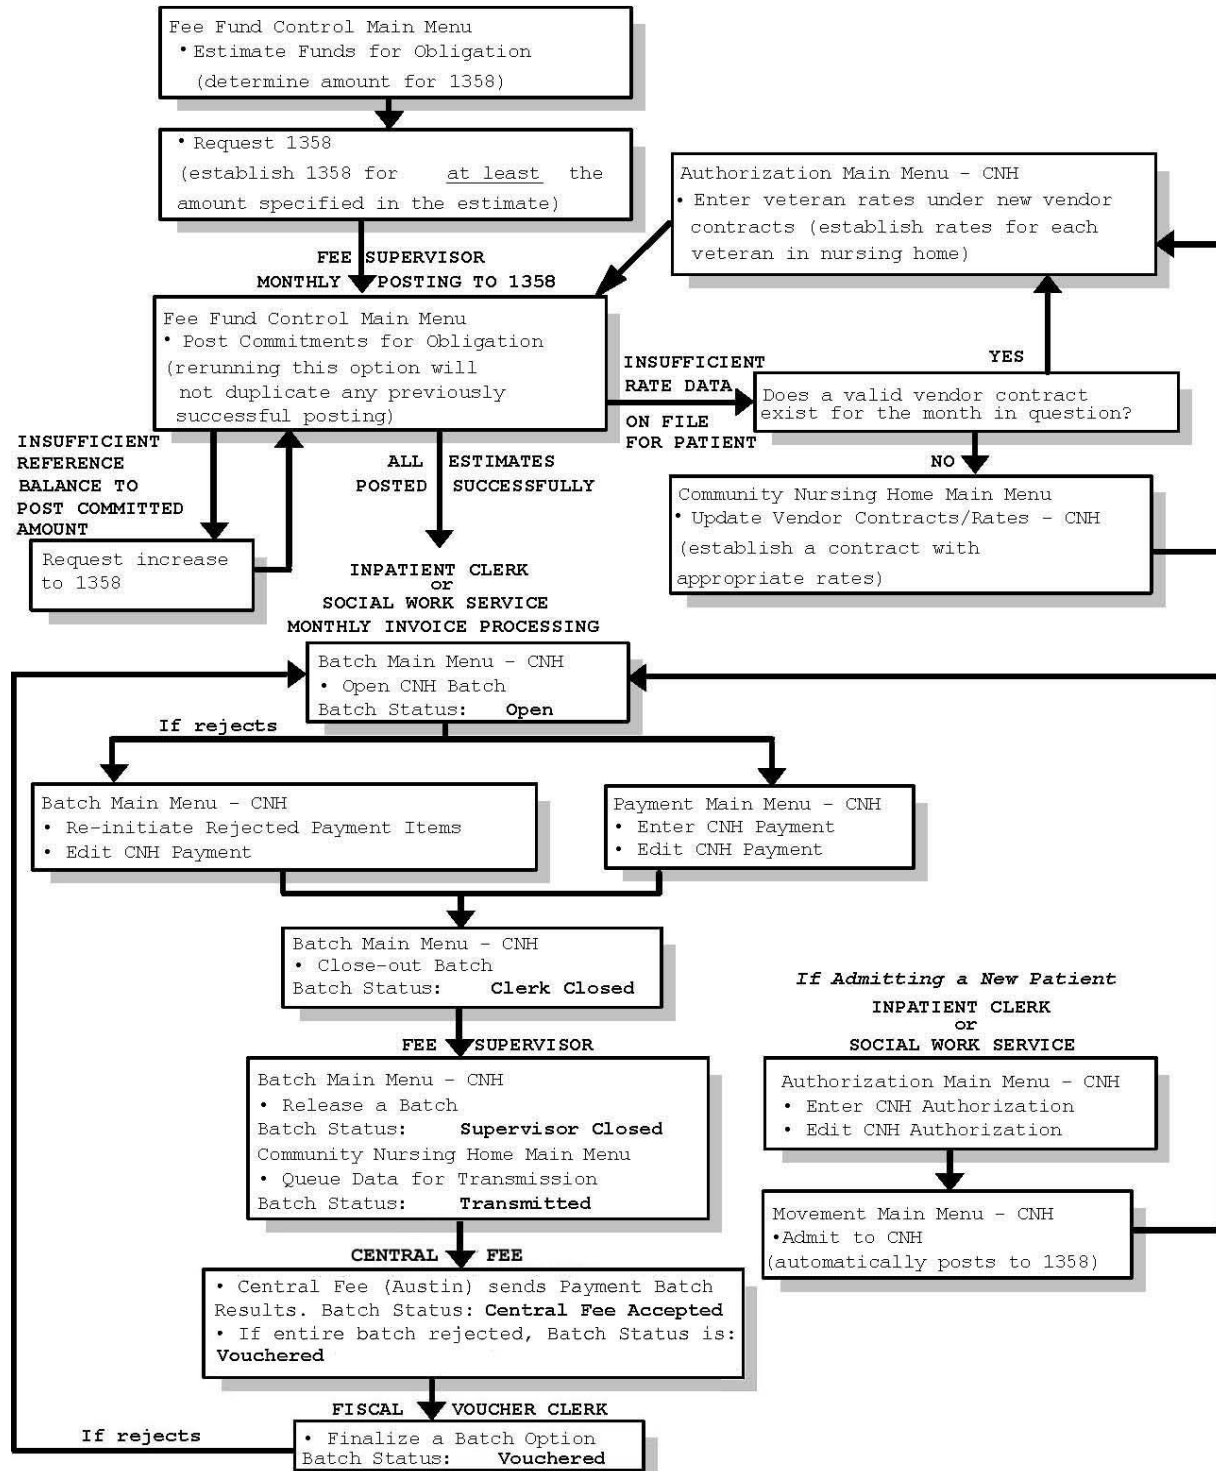 Fee Fund Control Main Menu
• Estimate Funds for Obligation
(determine amount for 1358)
• Request 1358
(establish 1358 for at least the
amount specified in the estimate)
Authorization Main Menu – CNH
• Enter veteran rates under new vendor
contracts (establish rates for each
veteran in nursing home)
FEE SUPERVISOR
MONTHLY POSTING TO 1358
Fee Fund Control Main Menu
• Post Commitments for Obligation
(rerunning this option will
not duplicate any previously
successful posting)
INSUFFICIENT
RATE DATA
ON FILE
FOR PATIENT
YES
Does a valid vendor contract
exist for the month in question?
NO
Community Nursing Home Main Menu
• Update Vendor Contracts/Rates – CNH
(establish a contract with
appropriate rates)
INSUFFICIENT
REFERENCE
BALANCE TO
POST COMMITTED
AMOUNT
Request increase
to 1358
ALL ESTIMATES
POSTED SUCCESSFULLY
INPATIENT CLERK
or
SOCIAL WORK SERVICE
MONTHLY INVOICE PROCESSING
Batch Main Menu – CNH
• Open CNH Batch
Batch Status: Open
If rejects
Batch Main Menu – CNH
• Re-initiate Rejected Payment Items
• Edit CNH Payment
Payment Main Menu – CNH
• Enter CNH Payment
• Edit CNH Payment
Batch Main Menu – CNH
• Close-out Batch
Batch Status: Clerk Closed
FEE SUPERVISOR
Batch Main Menu – CNH
• Release a Batch
Batch Status: Supervisor Closed
Community Nursing Home Main Menu
• Queue Data for Transmission
Batch Status: Transmitted
If Admitting a New Patient
INPATIENT CLERK
or
SOCIAL WORK SERVICE
Authorization Main Menu – CNH
• Enter CNH Authorization
• Edit CNH Authorization
Movement Main Menu – CNH
•Admit to CNH
(automatically posts to 1358)
CENTRAL FEE
• Central Fee (Austin) sends Payment Batch
Results. Batch Status: Central Fee Accepted
• If entire batch rejected, Batch Status is:
Vouchered
FISCAL VOUCHER CLERK
If rejects
• Finalize a Batch Option
Batch Status: Vouchered